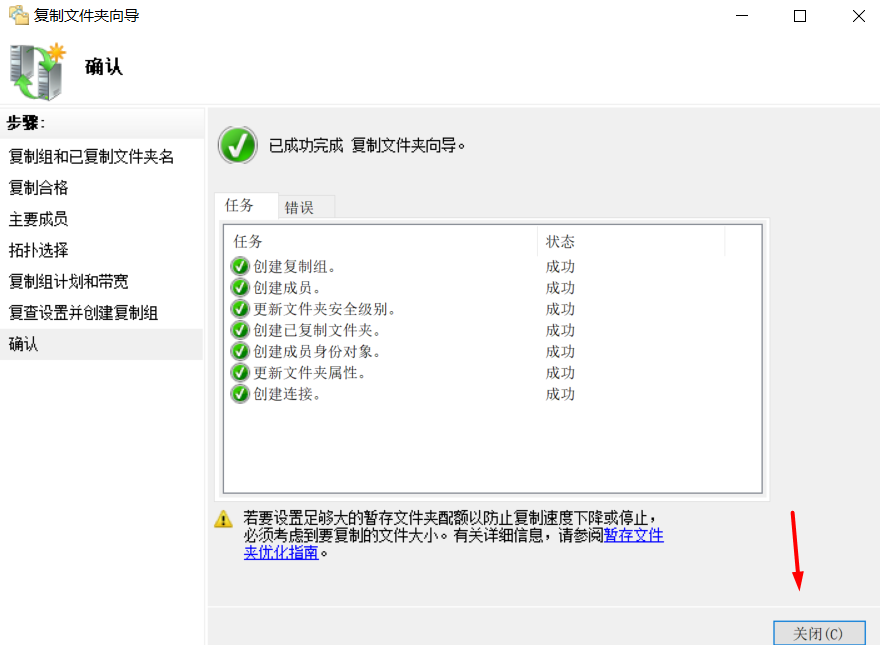 复制文件夹向导
确认
步骤:
复制组和已复制文件夹名
复制合格
主要成员
拓扑选择
复制组计划和带宽
复查设置并创建复制组
确认
已成功完成 复制文件夹向导。
任务 错误
任务 状态
创建复制组。 成功
创建成员。 成功
更新文件夹安全级别。 成功
创建已复制文件夹。 成功
创建成员身份对象。 成功
更新文件夹属性。 成功
创建连接。 成功
若要设置足够大的暂存文件夹配额以防止复制速度下降或停止，
必须考虑到要复制的文件大小。有关详细信息，请参阅暂存文件
夹优化指南。
关闭(C)